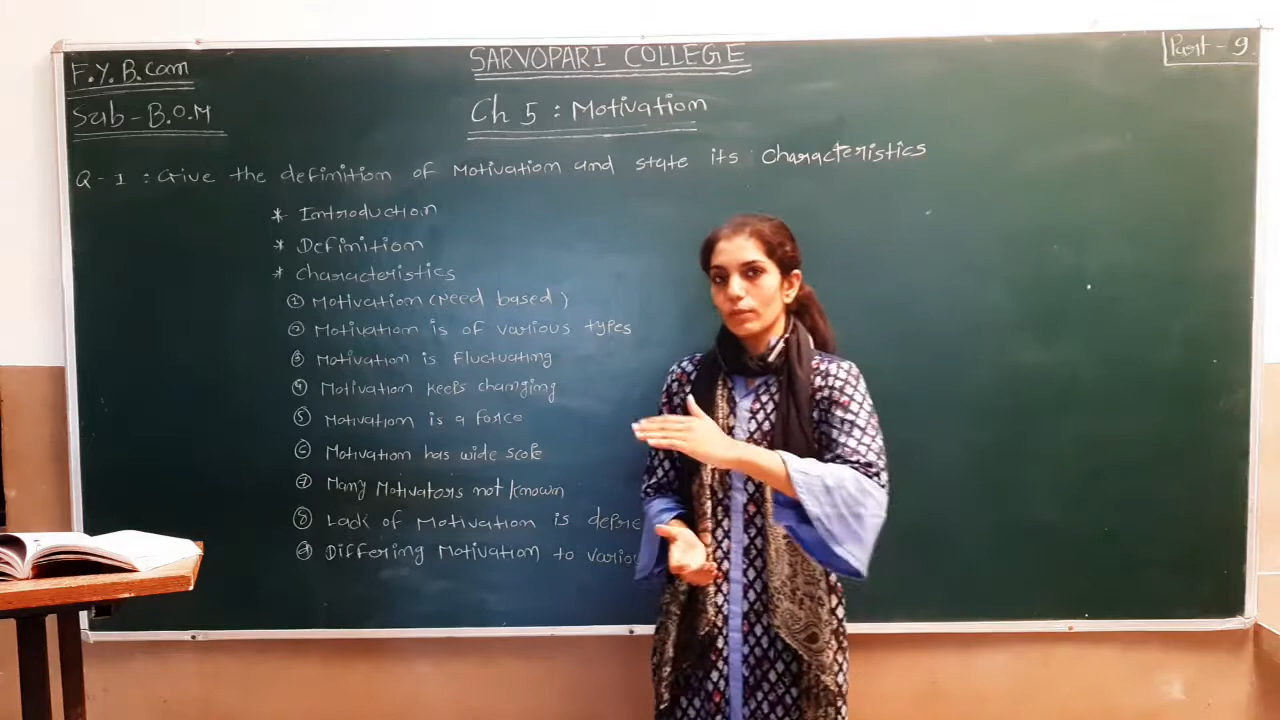 SARVOPARI COLLEGE
Part - 9
F.Y. B.Com
Sub - B.O.M
Ch 5 : Motivation
Q - 1 : Give the definition of Motivation and state its characteristics
* Introduction
* Definition
* Characteristics
① Motivation (Need based)
② Motivation is of various types
③ Motivation is Fluctuating
④ Motivation keeps changing
⑤ Motivation is a force
⑥ Motivation has wide scope
⑦ Many Motivators not known
⑧ Lack of Motivation is
⑨ Differing Motivation to